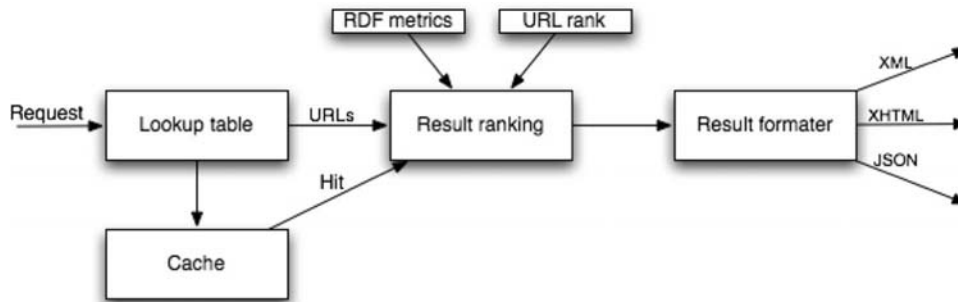 RDF metrics
URL rank
Request
Lookup table
URLs
Result ranking
Result formater
XML
XHTML
JSON
Hit
Cache